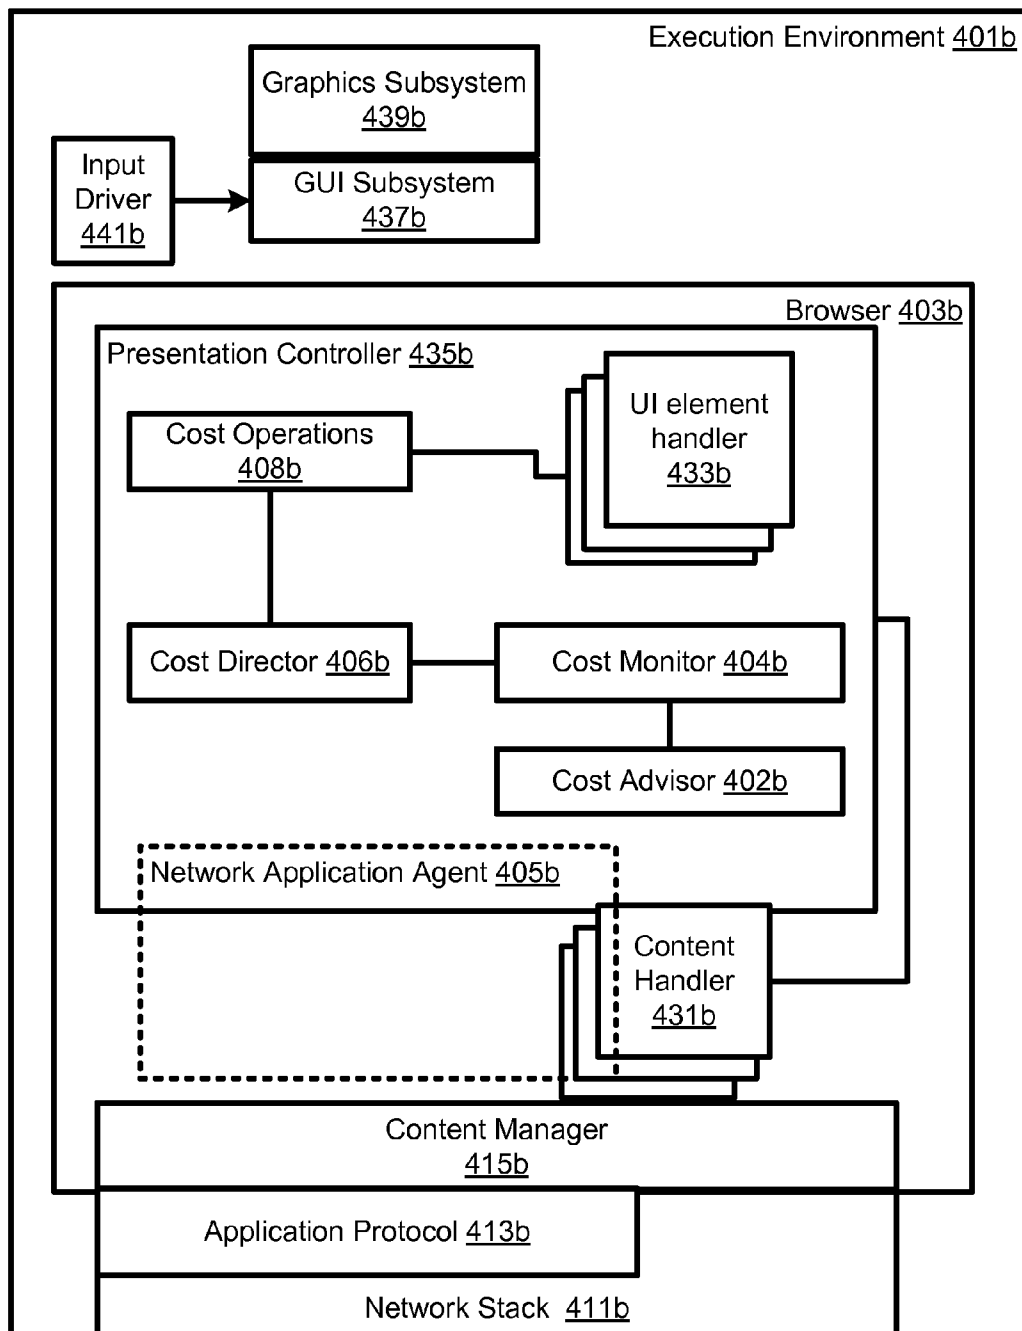 Execution Environment 401b
Graphics Subsystem
439b
Input
Driver
441b
GUI Subsystem
437b
Browser 403b
Presentation Controller 435b
UI element
handler
433b
Cost Operations
408b
Cost Director 406b
Cost Monitor 404b
Cost Advisor 402b
Network Application Agent 405b
Content
Handler
431b
Content Manager
415b
Application Protocol 413b
Network Stack 411b